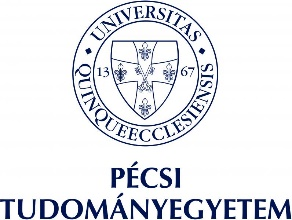 UNIVERSITAS
QUINQUEECCLESIENSIS
13 67
PÉCSI
TUDOMÁNYEGYETEM